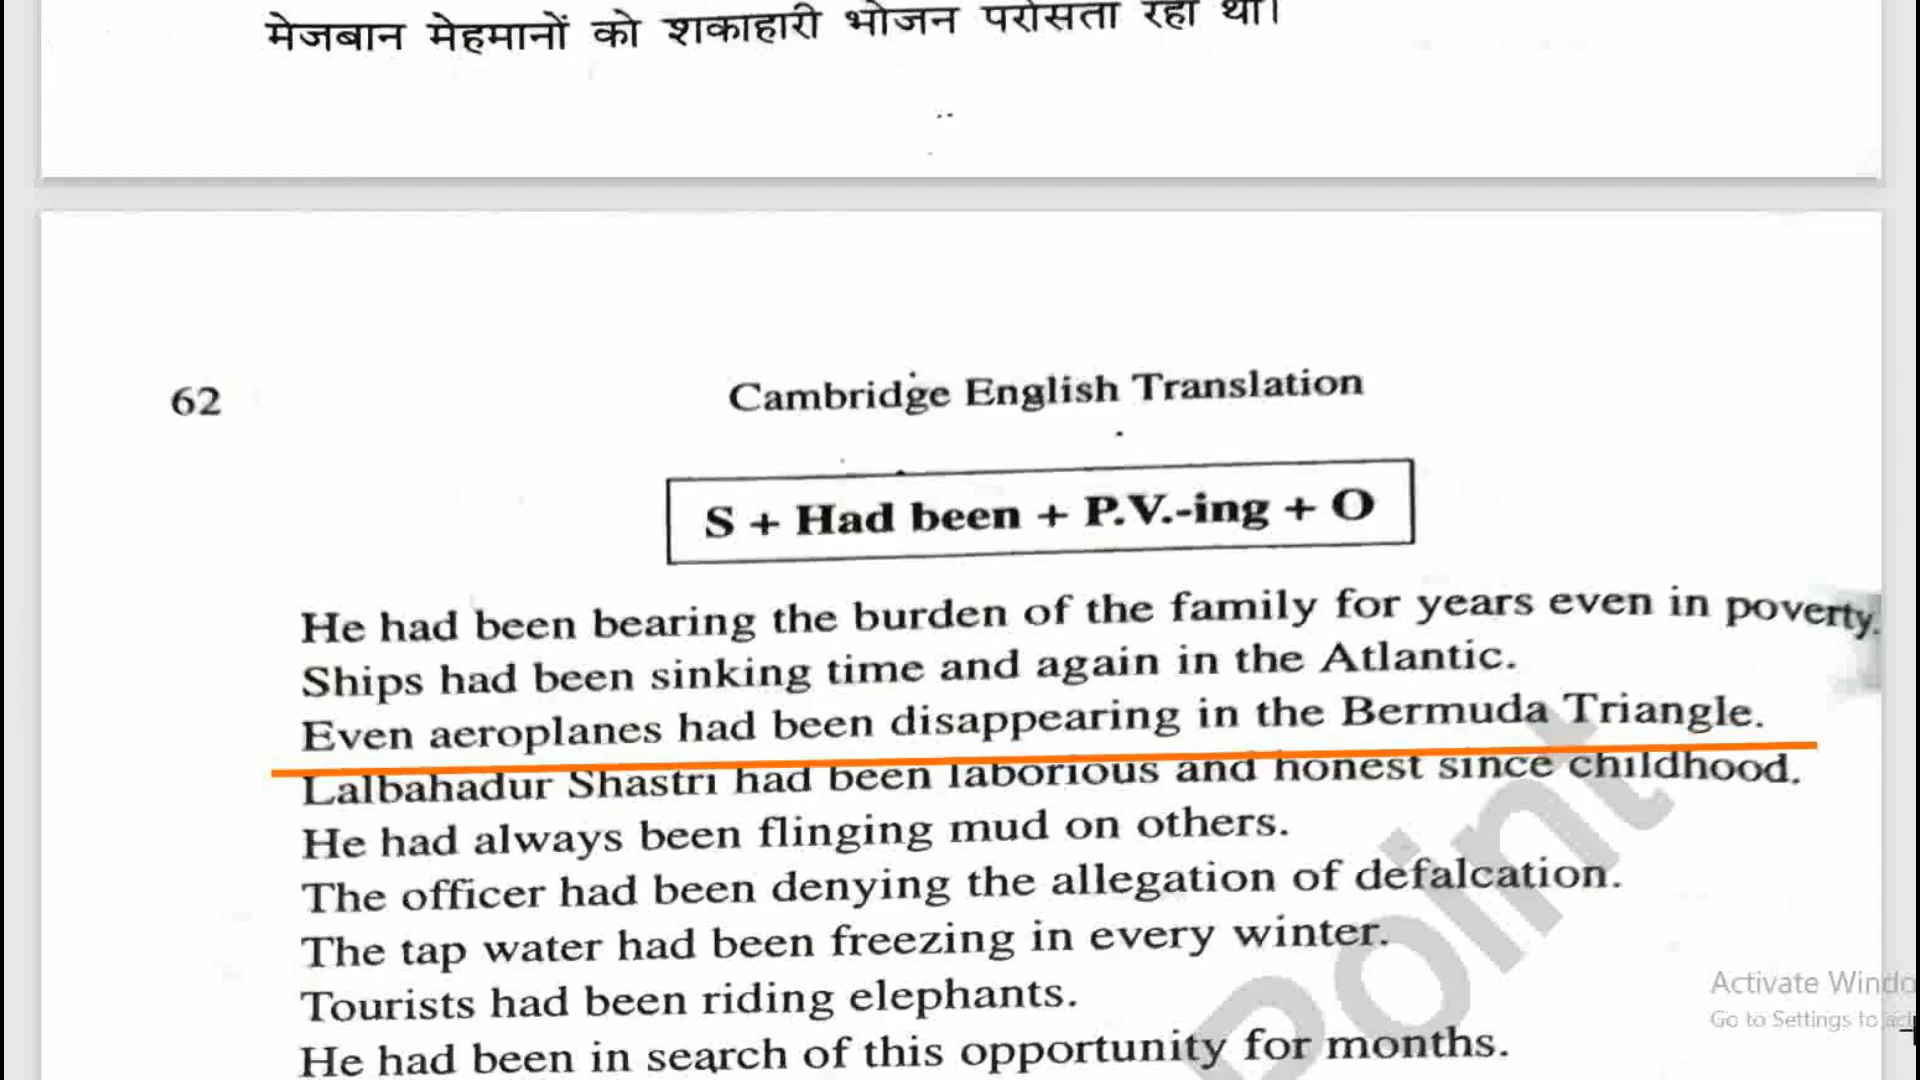 मेजबान मेहमानों को शाकाहारी भोजन परोसता रहा था।
62
Cambridge English Translation
S + Had been + P.V.-ing + O
He had been bearing the burden of the family for years even in poverty.
Ships had been sinking time and again in the Atlantic.
Even aeroplanes had been disappearing in the Bermuda Triangle.
Lalbahadur Shastri had been laborious and honest since childhood.
He had always been flinging mud on others.
The officer had been denying the allegation of defalcation.
The tap water had been freezing in every winter.
Tourists had been riding elephants.
He had been in search of this opportunity for months.
Point
Activate Windo
Go to Settings to acti